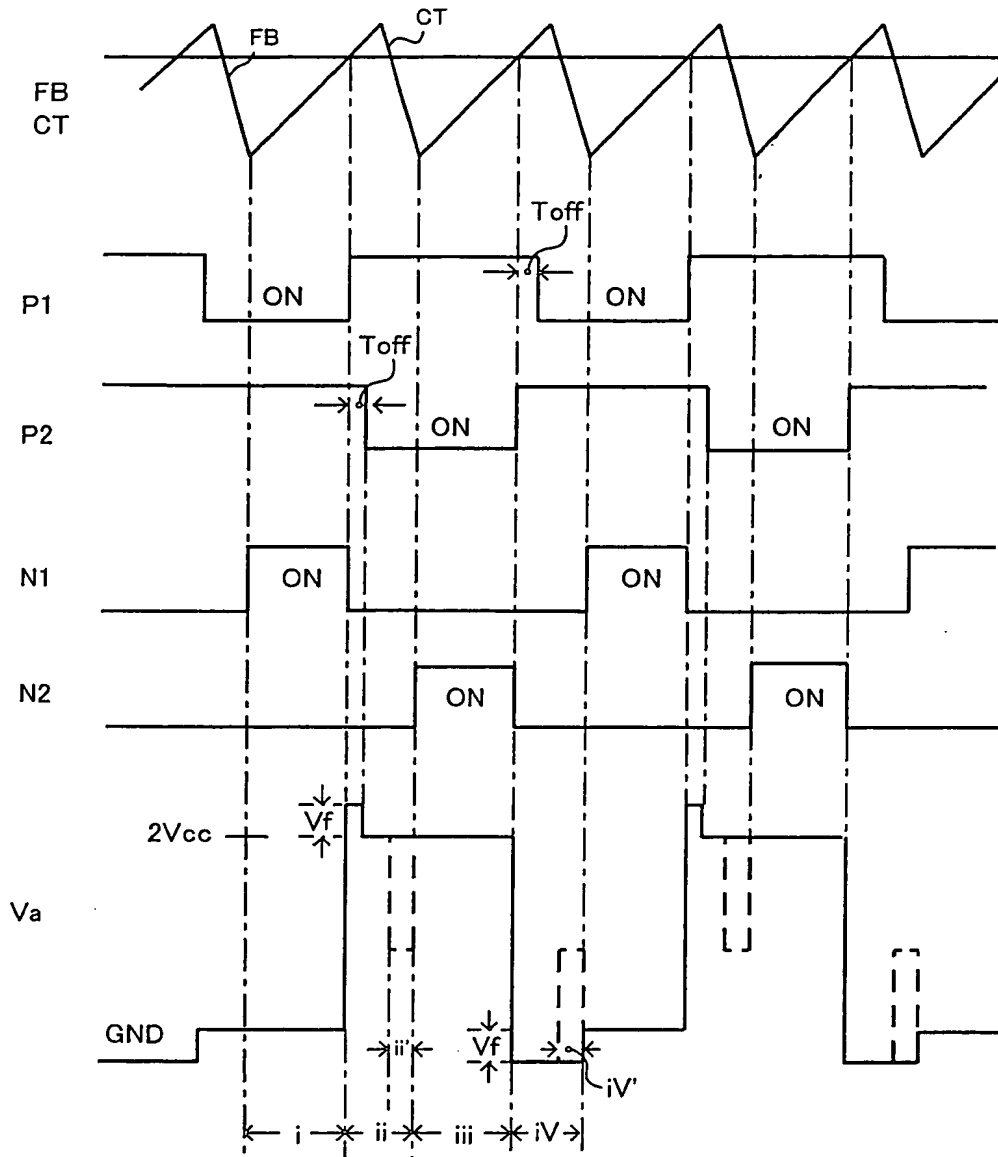 CT
FB
FB
CT
Toff
ON
ON
P1
Toff
ON
ON
P2
ON
ON
N1
ON
ON
N2
Vf
2Vcc
Va
GND
ii'
Vf
iV'
i
ii
iii
iV